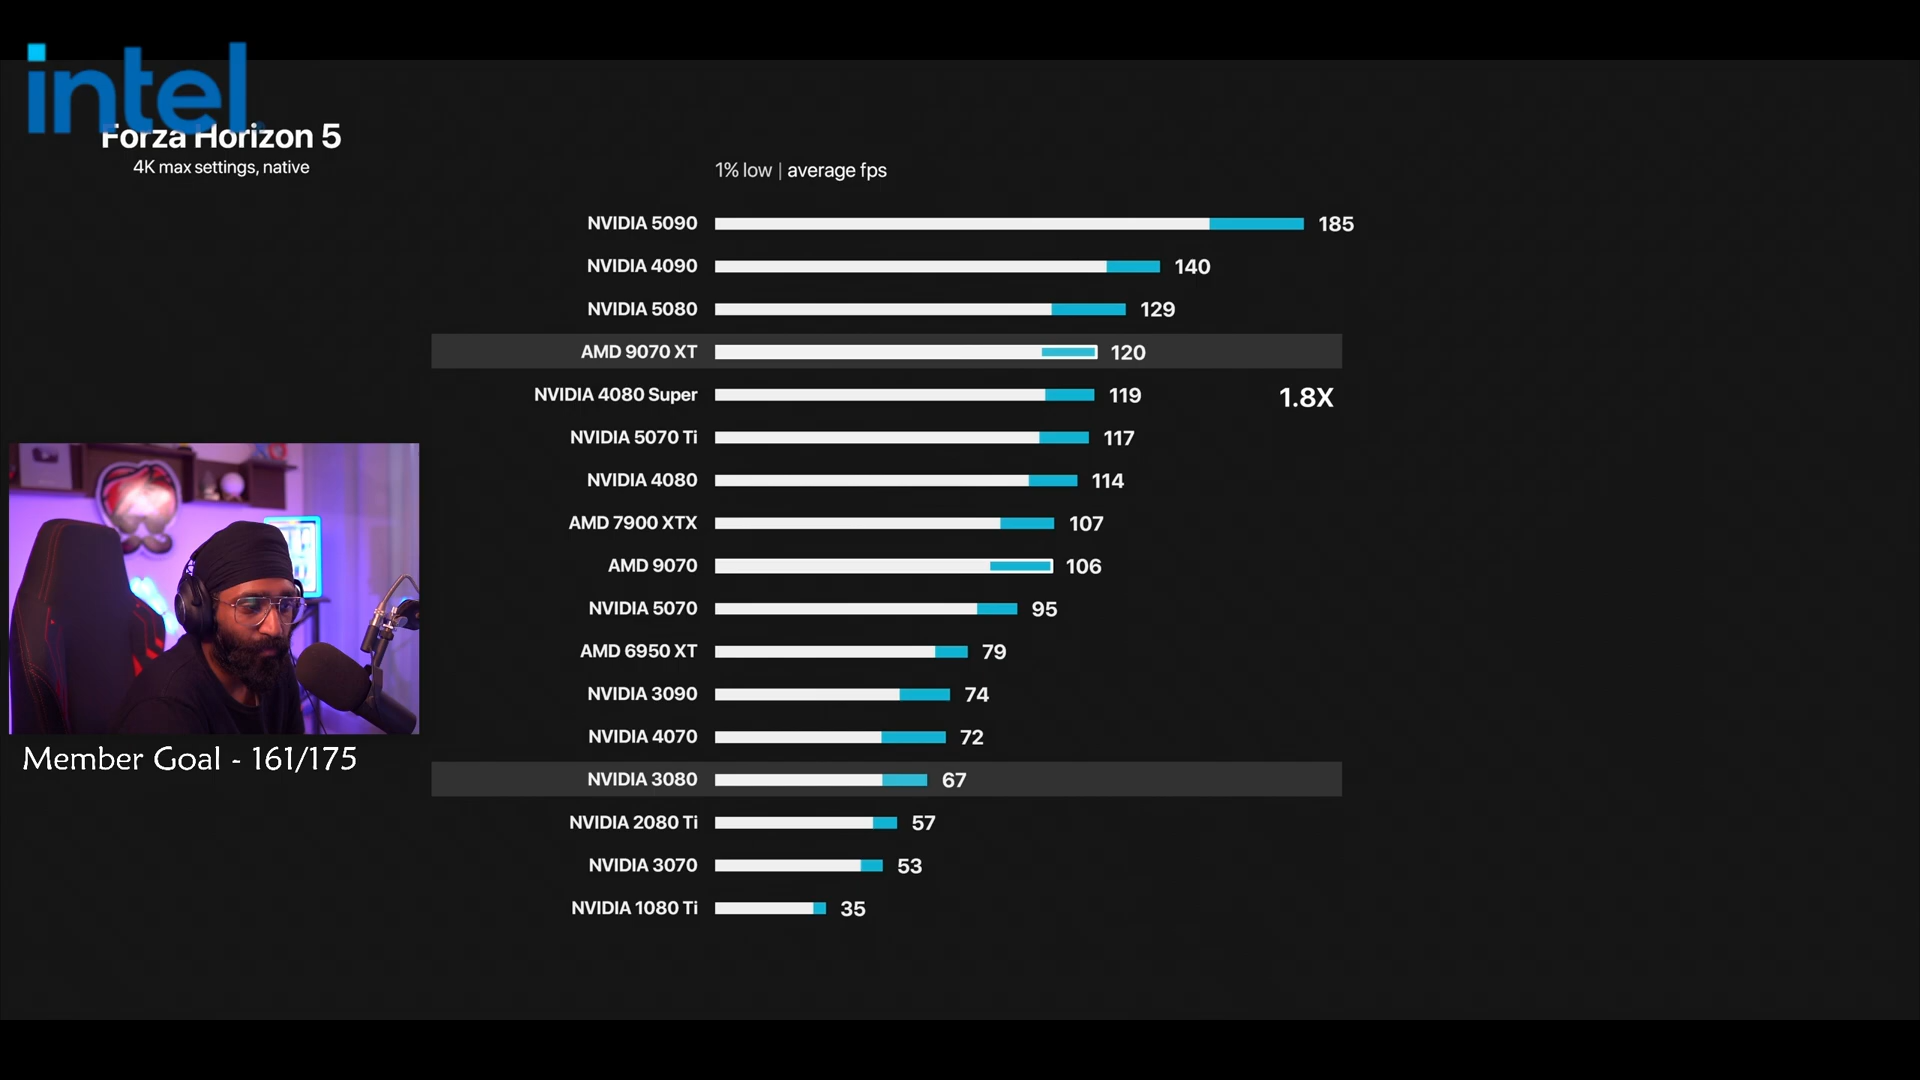 intel
Forza Horizon 5
4K max settings, native
1% low | average fps
NVIDIA 5090 185
NVIDIA 4090 140
NVIDIA 5080 129
AMD 9070 XT 120
NVIDIA 4080 Super 119 1.8X
NVIDIA 5070 Ti 117
NVIDIA 4080 114
AMD 7900 XTX 107
AMD 9070 106
NVIDIA 5070 95
AMD 6950 XT 79
NVIDIA 3090 74
NVIDIA 4070 72
NVIDIA 3080 67
NVIDIA 2080 Ti 57
NVIDIA 3070 53
NVIDIA 1080 Ti 35
Member Goal - 161/175